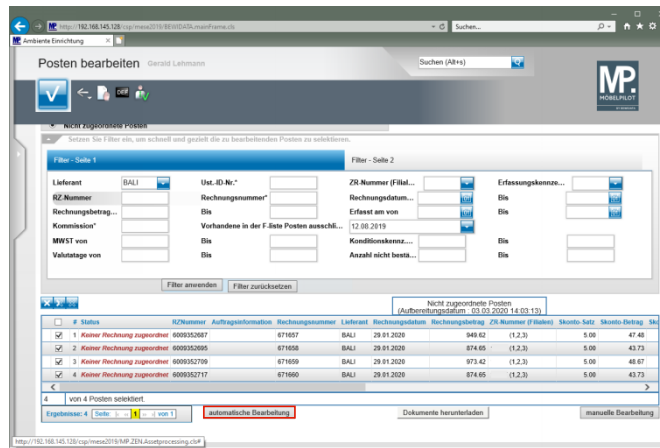 http://192.168.145.128/csp/mese2019/BEWIDATA.mainFrame.cls
Suchen...
Ambiente Einrichtung
Posten bearbeiten Gerald Lehmann
Suchen (Alt+s)
MP.
MÖBELPILOT
Nicht zugeordnete Posten
Setzen Sie Filter ein, um schnell und gezielt die zu bearbeitenden Posten zu selektieren.
Filter - Seite 1 Filter - Seite 2
Lieferant BALI Ust.-ID-Nr.* ZR-Nummer (Filial... Erfassungskennze...
RZ-Nummer Rechnungsnummer* Rechnungsdatum... Bis
Rechnungsbetrag... Bis Erfasst am von Bis
Kommission* Vorhandene in der F.liste Posten ausschli... 12.08.2019
MWST von Bis Konditionskennz.... Bis
Valutatage von Bis Anzahl nicht bestä... Bis
Filter anwenden Filter zurücksetzen
Nicht zugeordnete Posten
(Aufbereitungsdatum : 03.03.2020 14:03:13)
# Status RZNummer Auftragsinformation Rechnungsnummer Lieferant Rechnungsdatum Rechnungsbetrag ZR-Nummer (Filialen) Skonto-Satz Skonto-Betrag Sko
1 Keiner Rechnung zugeordnet 6009352687 671657 BALI 29.01.2020 949.62 (1,2,3) 5.00 47.48
2 Keiner Rechnung zugeordnet 6009352695 671658 BALI 29.01.2020 874.65 (1,2,3) 5.00 43.73
3 Keiner Rechnung zugeordnet 6009352709 671659 BALI 29.01.2020 973.42 (1,2,3) 5.00 48.67
4 Keiner Rechnung zugeordnet 6009352717 671660 BALI 29.01.2020 874.65 (1,2,3) 5.00 43.73
4 von 4 Posten selektiert.
Ergebnisse: 4 Seite: 1 von 1 automatische Bearbeitung Dokumente herunterladen manuelle Bearbeitung
http://192.168.145.128/csp/mese2019/MP.ZEN.Assetprocessing.cls#